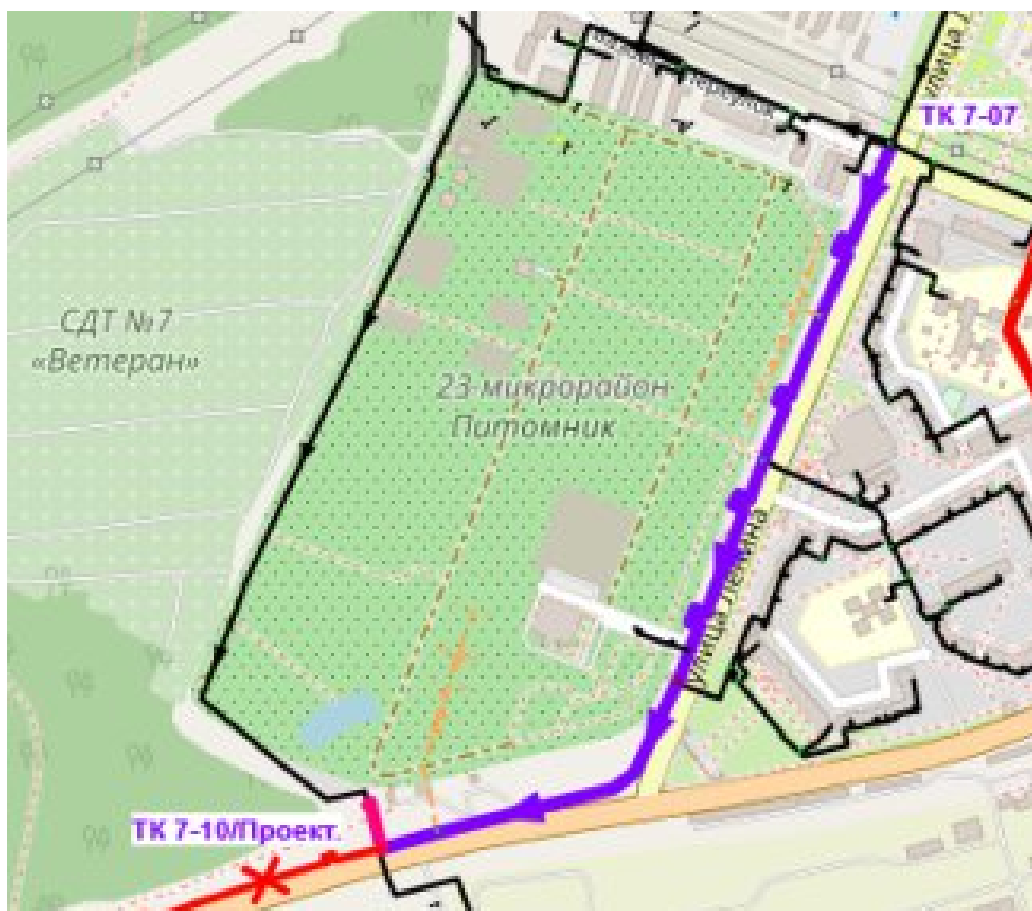 ТК 7-07
СДТ №7
«Ветеран»
23 микрорайон
Питомник
улица Ленина
ТК 7-10/Проект.